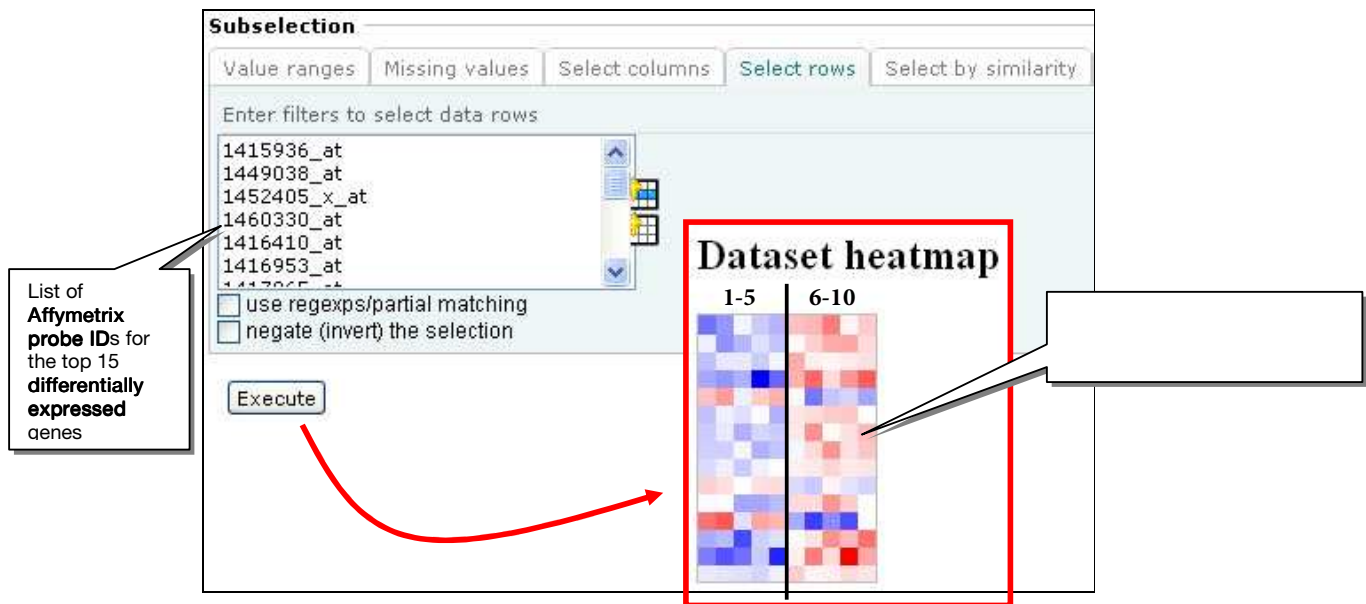 Subselection
Value ranges Missing values Select columns Select rows Select by similarity
Enter filters to select data rows
1415936_at
1449038_at
1452405_x_at
1460330_at
1416410_at
1416953_at
use regexps/partial matching
negate (invert) the selection
Execute
List of
Affymetrix
probe IDs for
the top 15
differentially
expressed
genes
Dataset heatmap
1-5 6-10